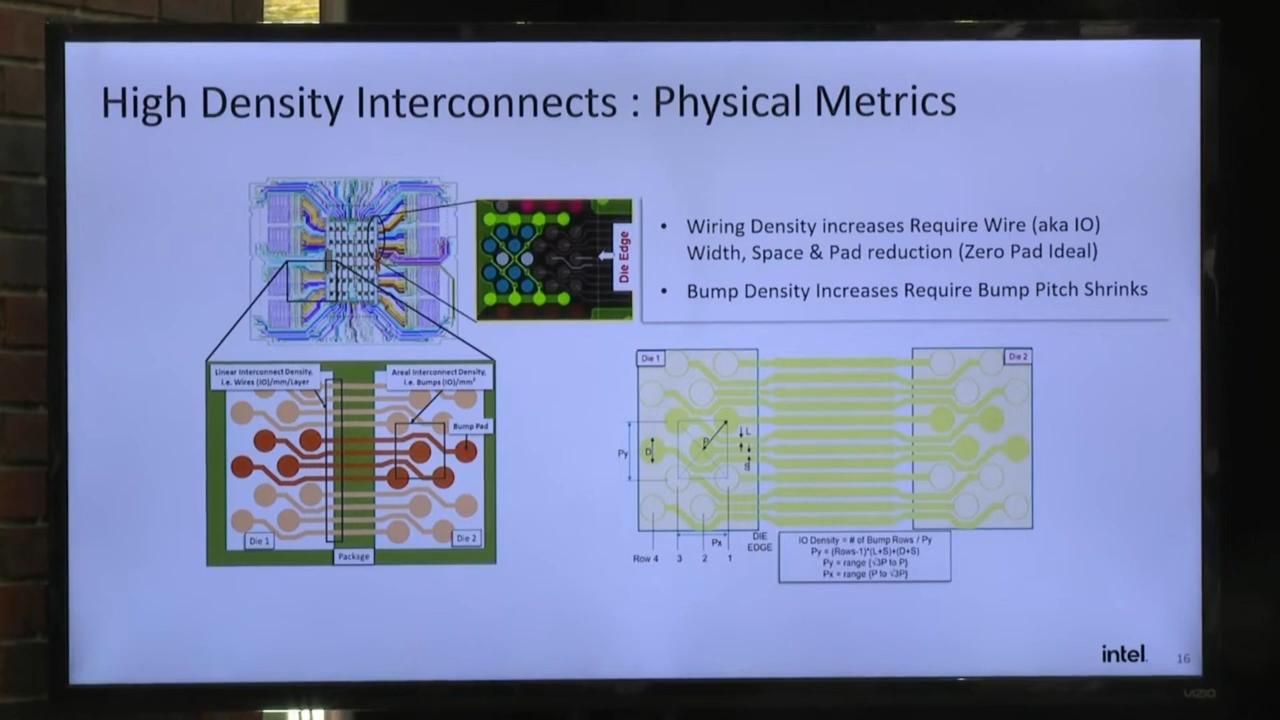 High Density Interconnects : Physical Metrics
Die Edge
• Wiring Density increases Require Wire (aka IO)
Width, Space & Pad reduction (Zero Pad Ideal)
• Bump Density Increases Require Bump Pitch Shrinks
Linear Interconnect Density,
i.e. Wires (IO)/mm/Layer
Areal Interconnect Density,
i.e. Bumps (IO)/mm²
Bump Pad
Die 1
Die 2
Package
Die 1
Die 2
Py
D
P
L
S
Px
DIE
EDGE
Row 4 3 2 1
IO Density = # of Bump Rows / Py
Py = (Rows-1)*(L+S)+(D+S)
Py = range (√3P to P)
Px = range (P to √3P)
intel.
16
VIZIO